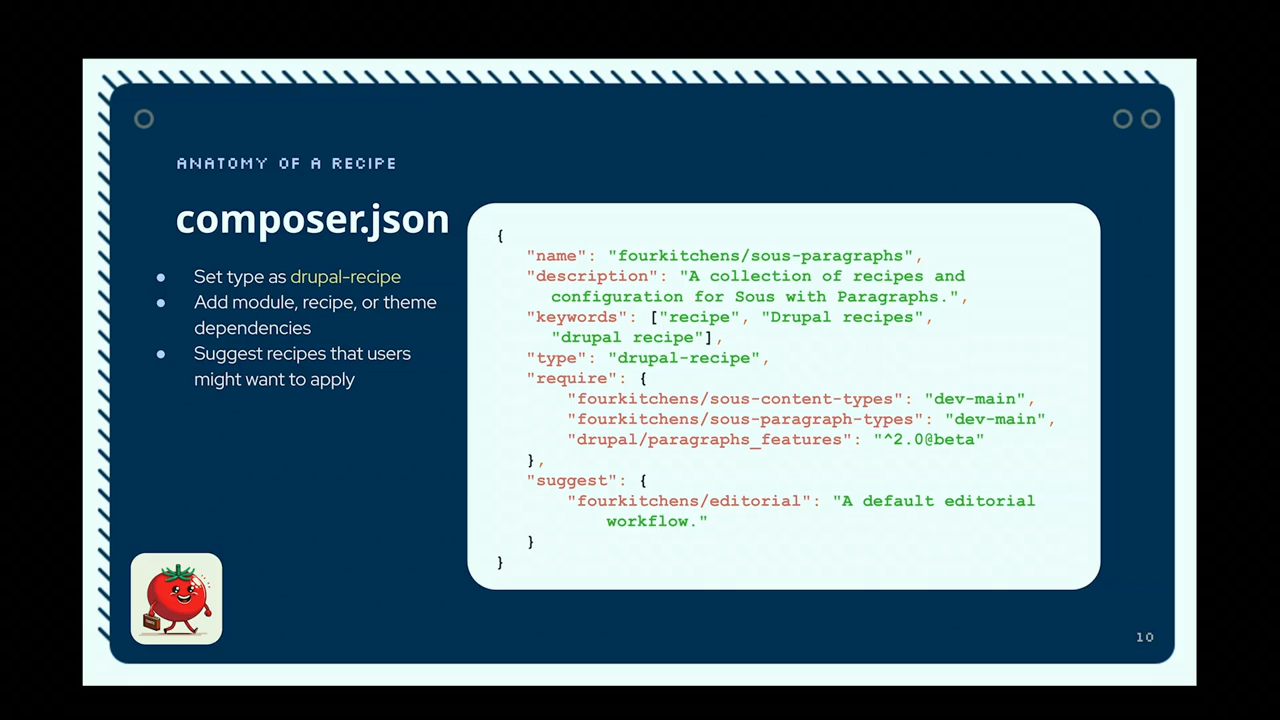 ANATOMY OF A RECIPE
composer.json
● Set type as drupal-recipe
● Add module, recipe, or theme
dependencies
● Suggest recipes that users
might want to apply
{
"name": "fourkitchens/sous-paragraphs",
"description": "A collection of recipes and
configuration for Sous with Paragraphs.",
"keywords": ["recipe", "Drupal recipes",
"drupal recipe"],
"type": "drupal-recipe",
"require": {
"fourkitchens/sous-content-types": "dev-main",
"fourkitchens/sous-paragraph-types": "dev-main",
"drupal/paragraphs_features": "^2.0@beta"
},
"suggest": {
"fourkitchens/editorial": "A default editorial
workflow."
}
}
10